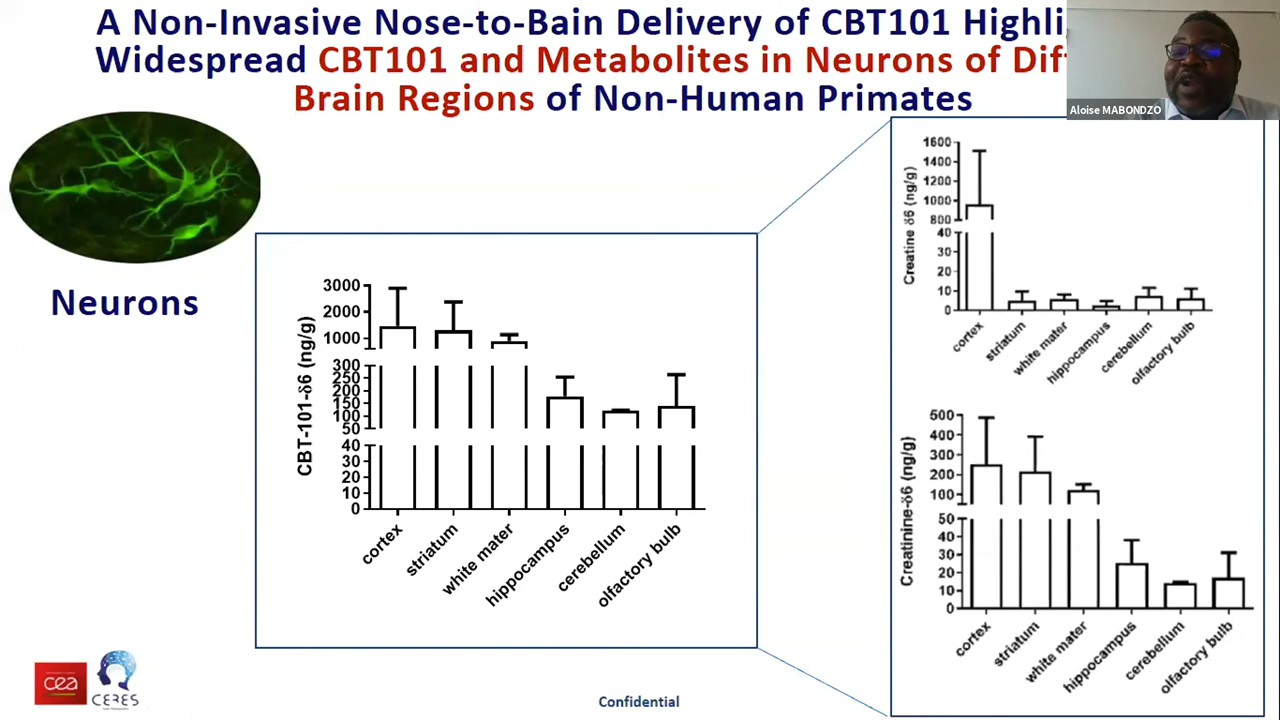 A Non-Invasive Nose-to-Bain Delivery of CBT101 Highli
Widespread CBT101 and Metabolites in Neurons of Dif
Brain Regions of Non-Human Primates
Aloise MABONDZO
Neurons
CBT-101-δ6 (ng/g)
3000
2000
1000
300
250
200
150
100
50
40
30
20
10
0
cortex
striatum
white mater
hippocampus
cerebellum
olfactory bulb
Creatine δ6 (ng/g)
1600
1400
1200
1000
800
40
30
20
10
0
cortex
striatum
white mater
hippocampus
cerebellum
olfactory bulb
Creatinine-δ6 (ng/g)
500
400
300
200
100
50
40
30
20
10
0
cortex
striatum
white mater
hippocampus
cerebellum
olfactory bulb
cea
CERES
Confidential